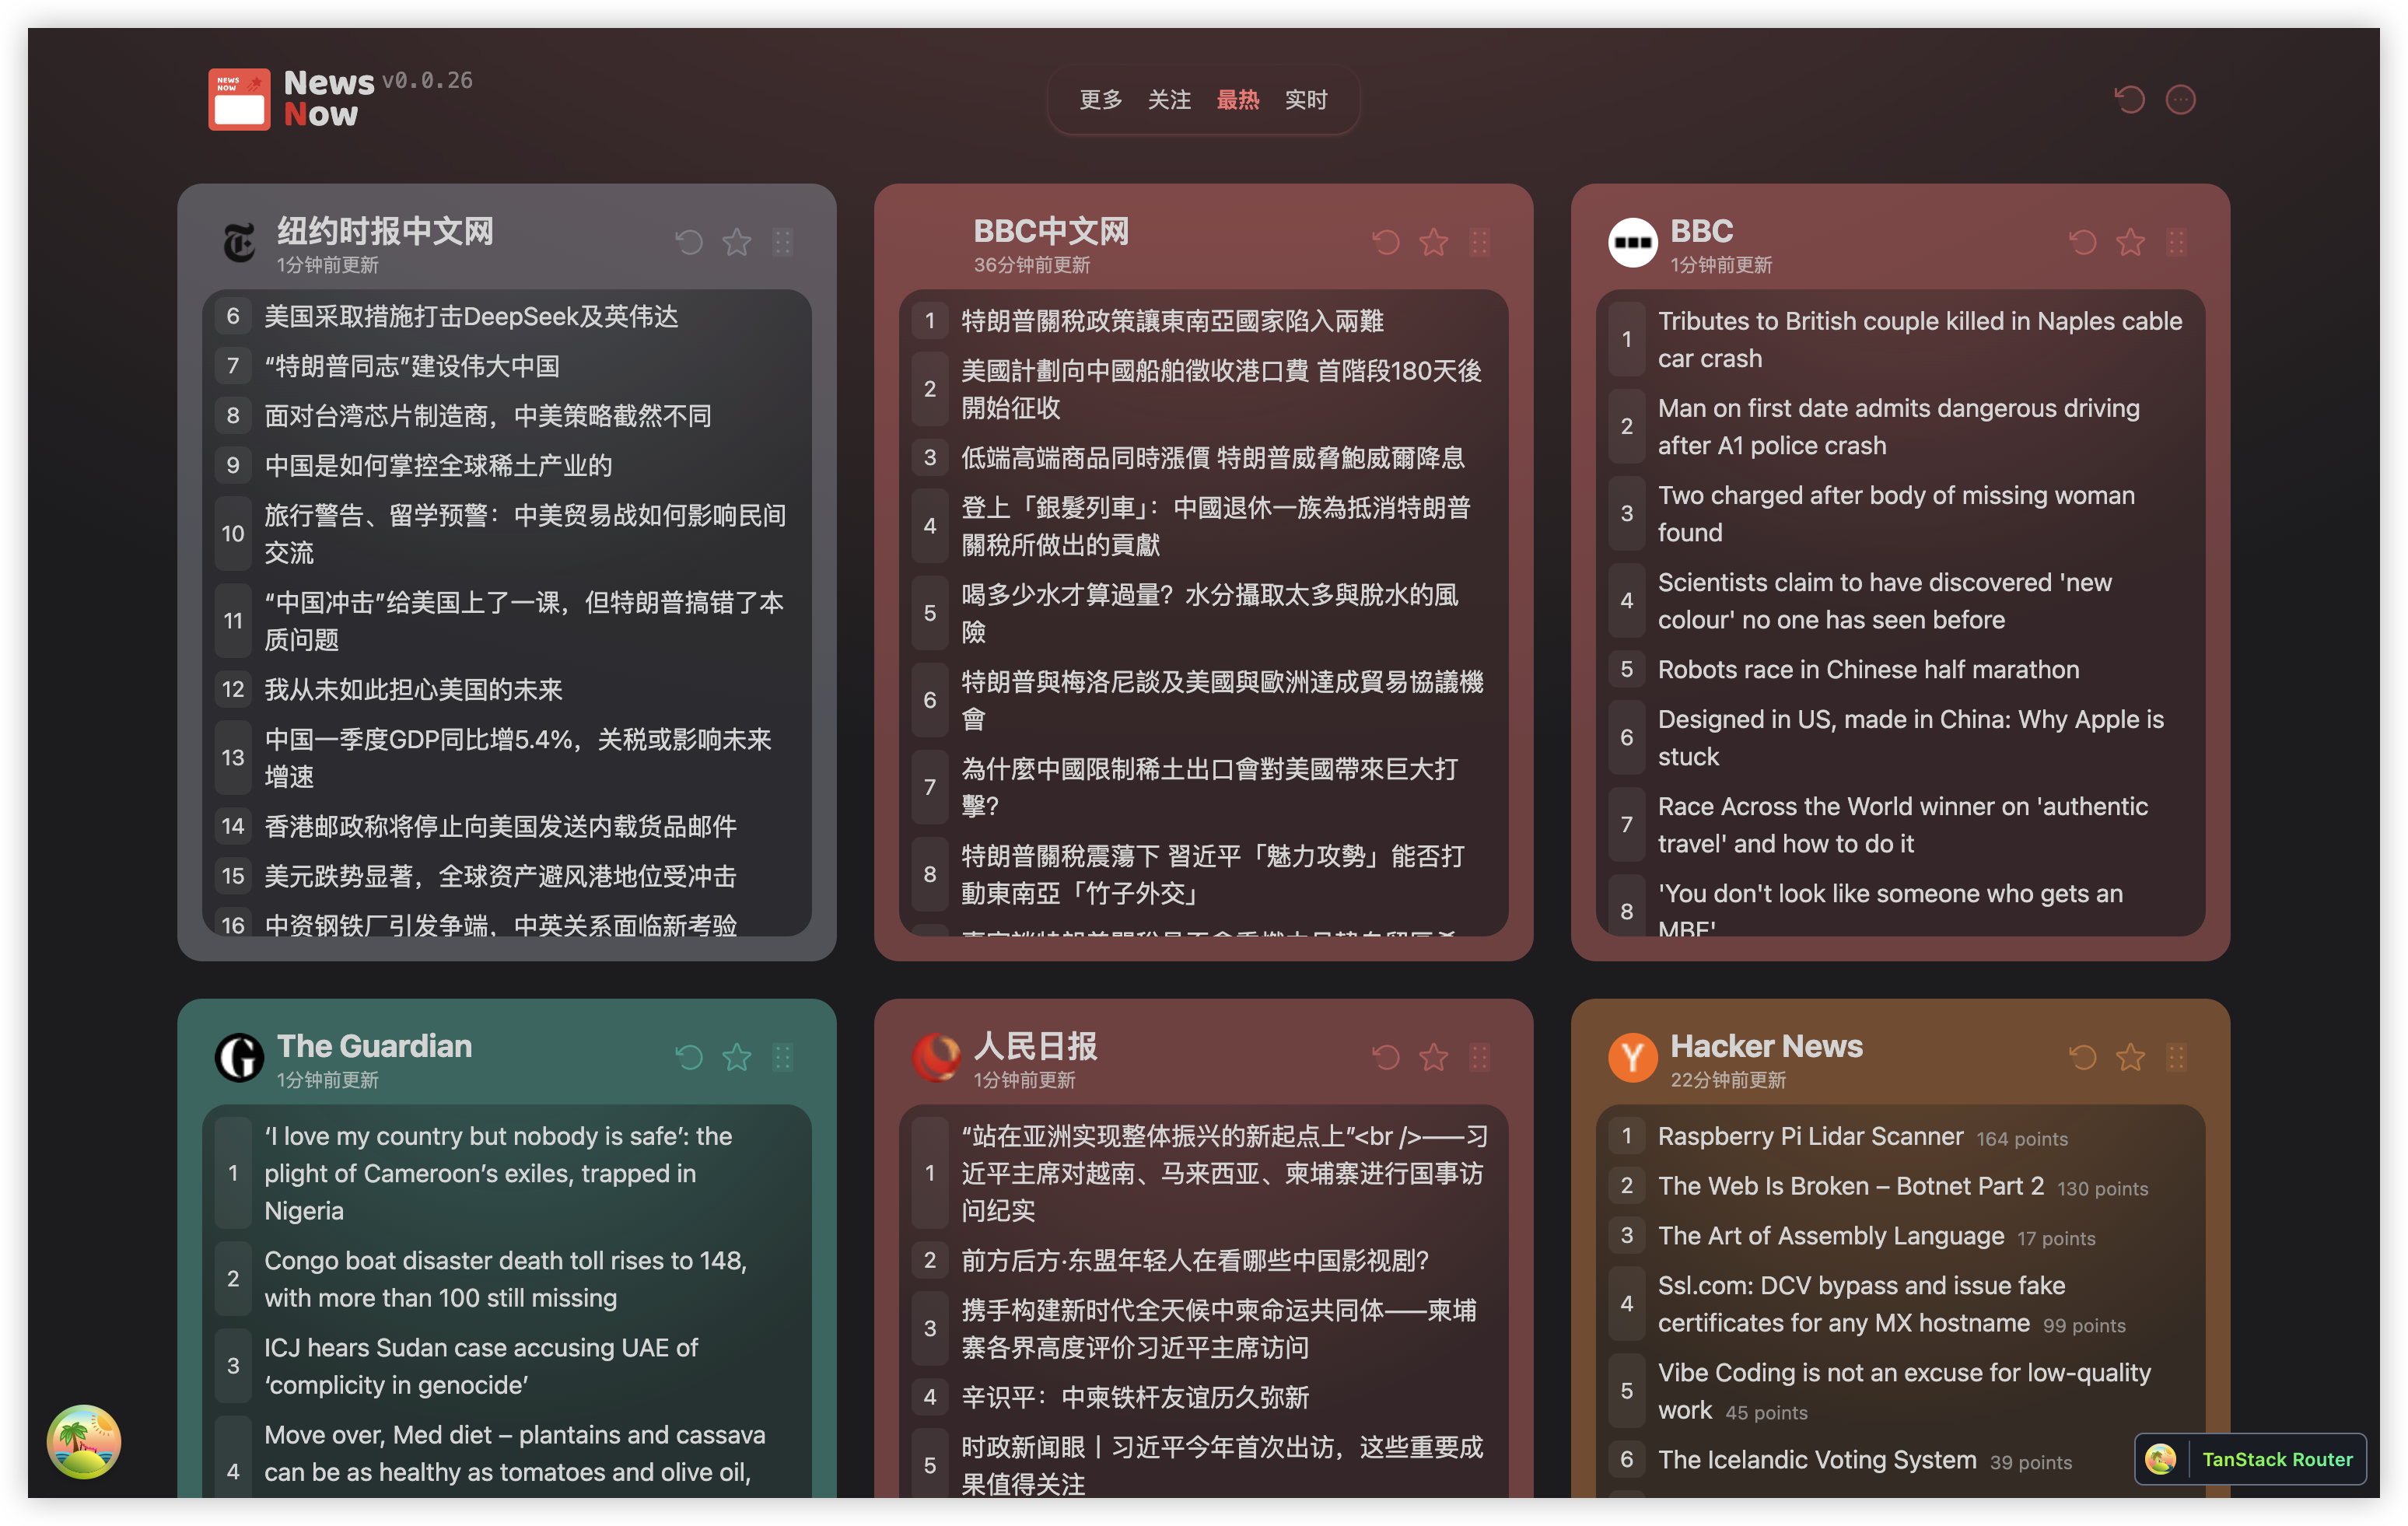 NEWS
NOW
News v0.0.26
Now
更多 关注 最热 实时
纽约时报中文网
1分钟前更新
6 美国采取措施打击DeepSeek及英伟达
7 “特朗普同志”建设伟大中国
8 面对台湾芯片制造商，中美策略截然不同
9 中国是如何掌控全球稀土产业的
10 旅行警告、留学预警：中美贸易战如何影响民间
交流
11 “中国冲击”给美国上了一课，但特朗普搞错了本
质问题
12 我从未如此担心美国的未来
13 中国一季度GDP同比增5.4%，关税或影响未来
增速
14 香港邮政称将停止向美国发送内载货品邮件
15 美元跌势显著，全球资产避风港地位受冲击
16 中资钢铁厂引发争端，中英关系面临新考验
BBC中文网
36分钟前更新
1 特朗普關稅政策讓東南亞國家陷入兩難
2 美國計劃向中國船舶徵收港口費 首階段180天後
開始征收
3 低端高端商品同時漲價 特朗普威脅鮑威爾降息
4 登上「銀髮列車」：中國退休一族為抵消特朗普
關稅所做出的貢獻
5 喝多少水才算過量？水分攝取太多與脫水的風
險
6 特朗普與梅洛尼談及美國與歐洲達成貿易協議機
會
7 為什麼中國限制稀土出口會對美國帶來巨大打
擊？
8 特朗普關稅震蕩下 習近平「魅力攻勢」能否打
動東南亞「竹子外交」
BBC
1分钟前更新
1 Tributes to British couple killed in Naples cable
car crash
2 Man on first date admits dangerous driving
after A1 police crash
3 Two charged after body of missing woman
found
4 Scientists claim to have discovered 'new
colour' no one has seen before
5 Robots race in Chinese half marathon
6 Designed in US, made in China: Why Apple is
stuck
7 Race Across the World winner on 'authentic
travel' and how to do it
8 'You don't look like someone who gets an
MBE'
The Guardian
1分钟前更新
1 ‘I love my country but nobody is safe’: the
plight of Cameroon’s exiles, trapped in
Nigeria
2 Congo boat disaster death toll rises to 148,
with more than 100 still missing
3 ICJ hears Sudan case accusing UAE of
‘complicity in genocide’
4 Move over, Med diet – plantains and cassava
can be as healthy as tomatoes and olive oil,
人民日报
1分钟前更新
1 “站在亚洲实现整体振兴的新起点上”<br />——习
近平主席对越南、马来西亚、柬埔寨进行国事访
问纪实
2 前方后方·东盟年轻人在看哪些中国影视剧？
3 携手构建新时代全天候中柬命运共同体——柬埔
寨各界高度评价习近平主席访问
4 辛识平：中柬铁杆友谊历久弥新
5 时政新闻眼丨习近平今年首次出访，这些重要成
果值得关注
Hacker News
22分钟前更新
1 Raspberry Pi Lidar Scanner 164 points
2 The Web Is Broken – Botnet Part 2 130 points
3 The Art of Assembly Language 17 points
4 Ssl.com: DCV bypass and issue fake
certificates for any MX hostname 99 points
5 Vibe Coding is not an excuse for low-quality
work 45 points
6 The Icelandic Voting System 39 points
TanStack Router